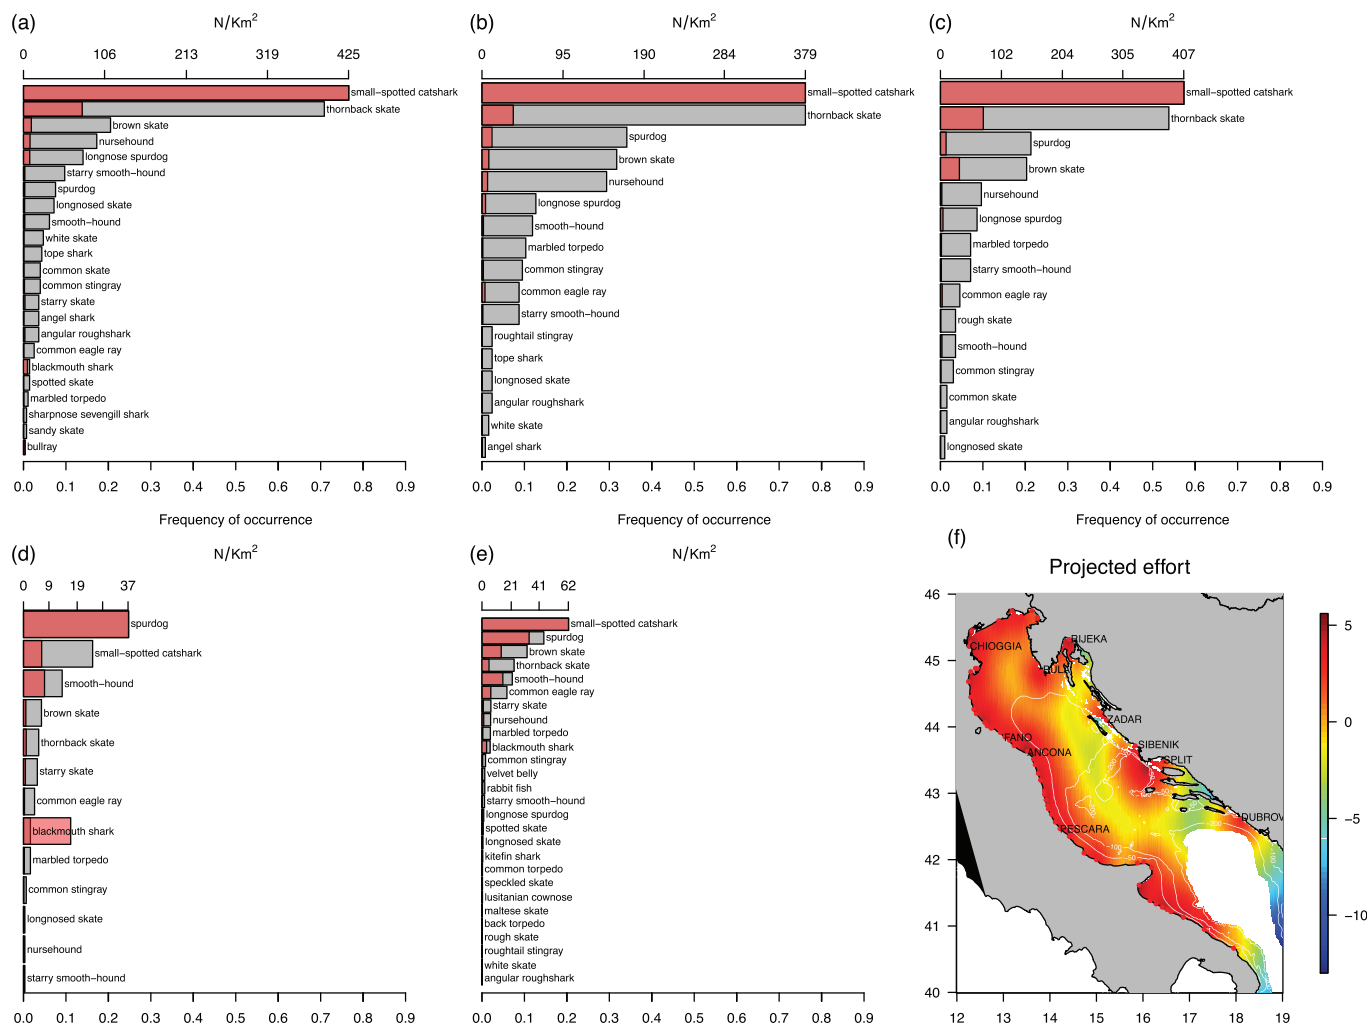 (a)
N/Km²
0 106 213 319 425
small−spotted catshark
thornback skate
brown skate
nursehound
longnose spurdog
starry smooth−hound
spurdog
longnosed skate
smooth−hound
white skate
tope shark
common skate
common stingray
starry skate
angel shark
angular roughshark
common eagle ray
blackmouth shark
spotted skate
marbled torpedo
sharpnose sevengill shark
sandy skate
bullray
0.0 0.1 0.2 0.3 0.4 0.5 0.6 0.7 0.8 0.9
Frequency of occurrence
(b)
N/Km²
0 95 190 284 379
small−spotted catshark
thornback skate
spurdog
brown skate
nursehound
longnose spurdog
smooth−hound
marbled torpedo
common stingray
common eagle ray
starry smooth−hound
roughtail stingray
tope shark
longnosed skate
angular roughshark
white skate
angel shark
0.0 0.1 0.2 0.3 0.4 0.5 0.6 0.7 0.8 0.9
Frequency of occurrence
(c)
N/Km²
0 102 204 305 407
small−spotted catshark
thornback skate
spurdog
brown skate
nursehound
longnose spurdog
marbled torpedo
starry smooth−hound
common eagle ray
rough skate
smooth−hound
common stingray
common skate
angular roughshark
longnosed skate
0.0 0.1 0.2 0.3 0.4 0.5 0.6 0.7 0.8 0.9
Frequency of occurrence
(d)
N/Km²
0 9 19 37
spurdog
small−spotted catshark
smooth−hound
brown skate
thornback skate
starry skate
common eagle ray
blackmouth shark
marbled torpedo
common stingray
longnosed skate
nursehound
starry smooth−hound
0.0 0.1 0.2 0.3 0.4 0.5 0.6 0.7 0.8 0.9
(e)
N/Km²
0 21 41 62
small−spotted catshark
spurdog
brown skate
thornback skate
smooth−hound
common eagle ray
starry skate
nursehound
marbled torpedo
blackmouth shark
common stingray
velvet belly
rabbit fish
starry smooth−hound
longnose spurdog
spotted skate
longnosed skate
kitefin shark
common torpedo
speckled skate
lusitanian cownose
maltese skate
back torpedo
rough skate
roughtail stingray
white skate
angular roughshark
0.0 0.1 0.2 0.3 0.4 0.5 0.6 0.7 0.8 0.9
(f)
Projected effort
46
45
44
43
42
41
40
12 13 14 15 16 17 18 19
CHIOGGIA
RIJEKA
PULA
ZADAR
FANO
ANCONA
SIBENIK
SPLIT
PESCARA
DUBROV
−100
−50
−200
5
0
−5
−10